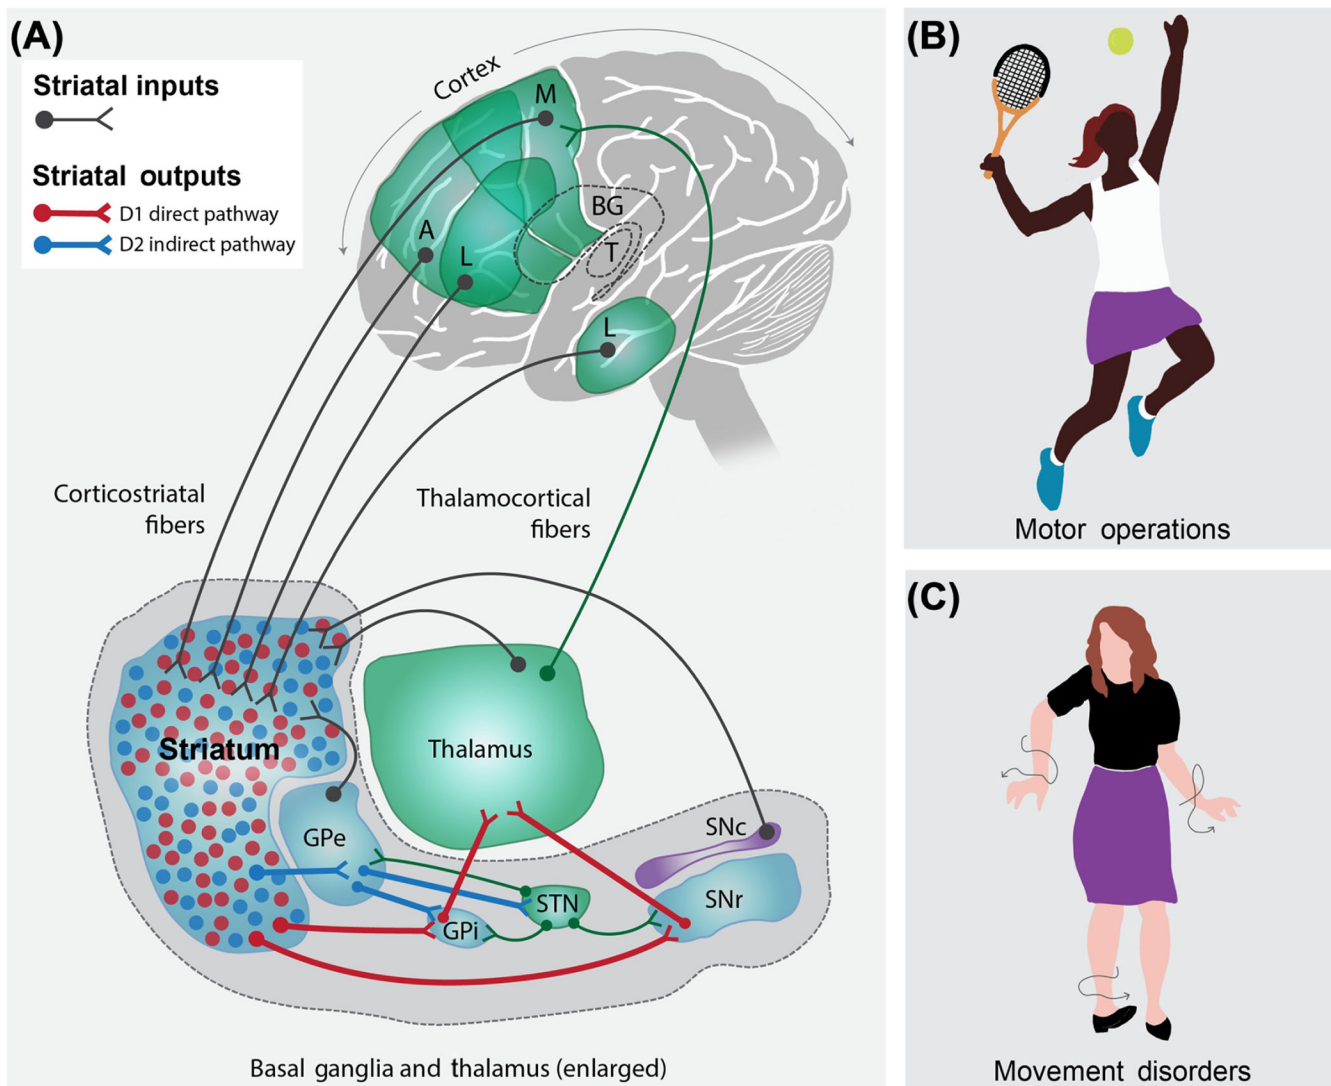 (A)
Striatal inputs
Striatal outputs
D1 direct pathway
D2 indirect pathway
Cortex
M
A
L
BG
T
L
Corticostriatal
fibers
Thalamocortical
fibers
Striatum
Thalamus
GPe
SNc
SNr
STN
GPi
Basal ganglia and thalamus (enlarged)
(B)
Motor operations
(C)
Movement disorders